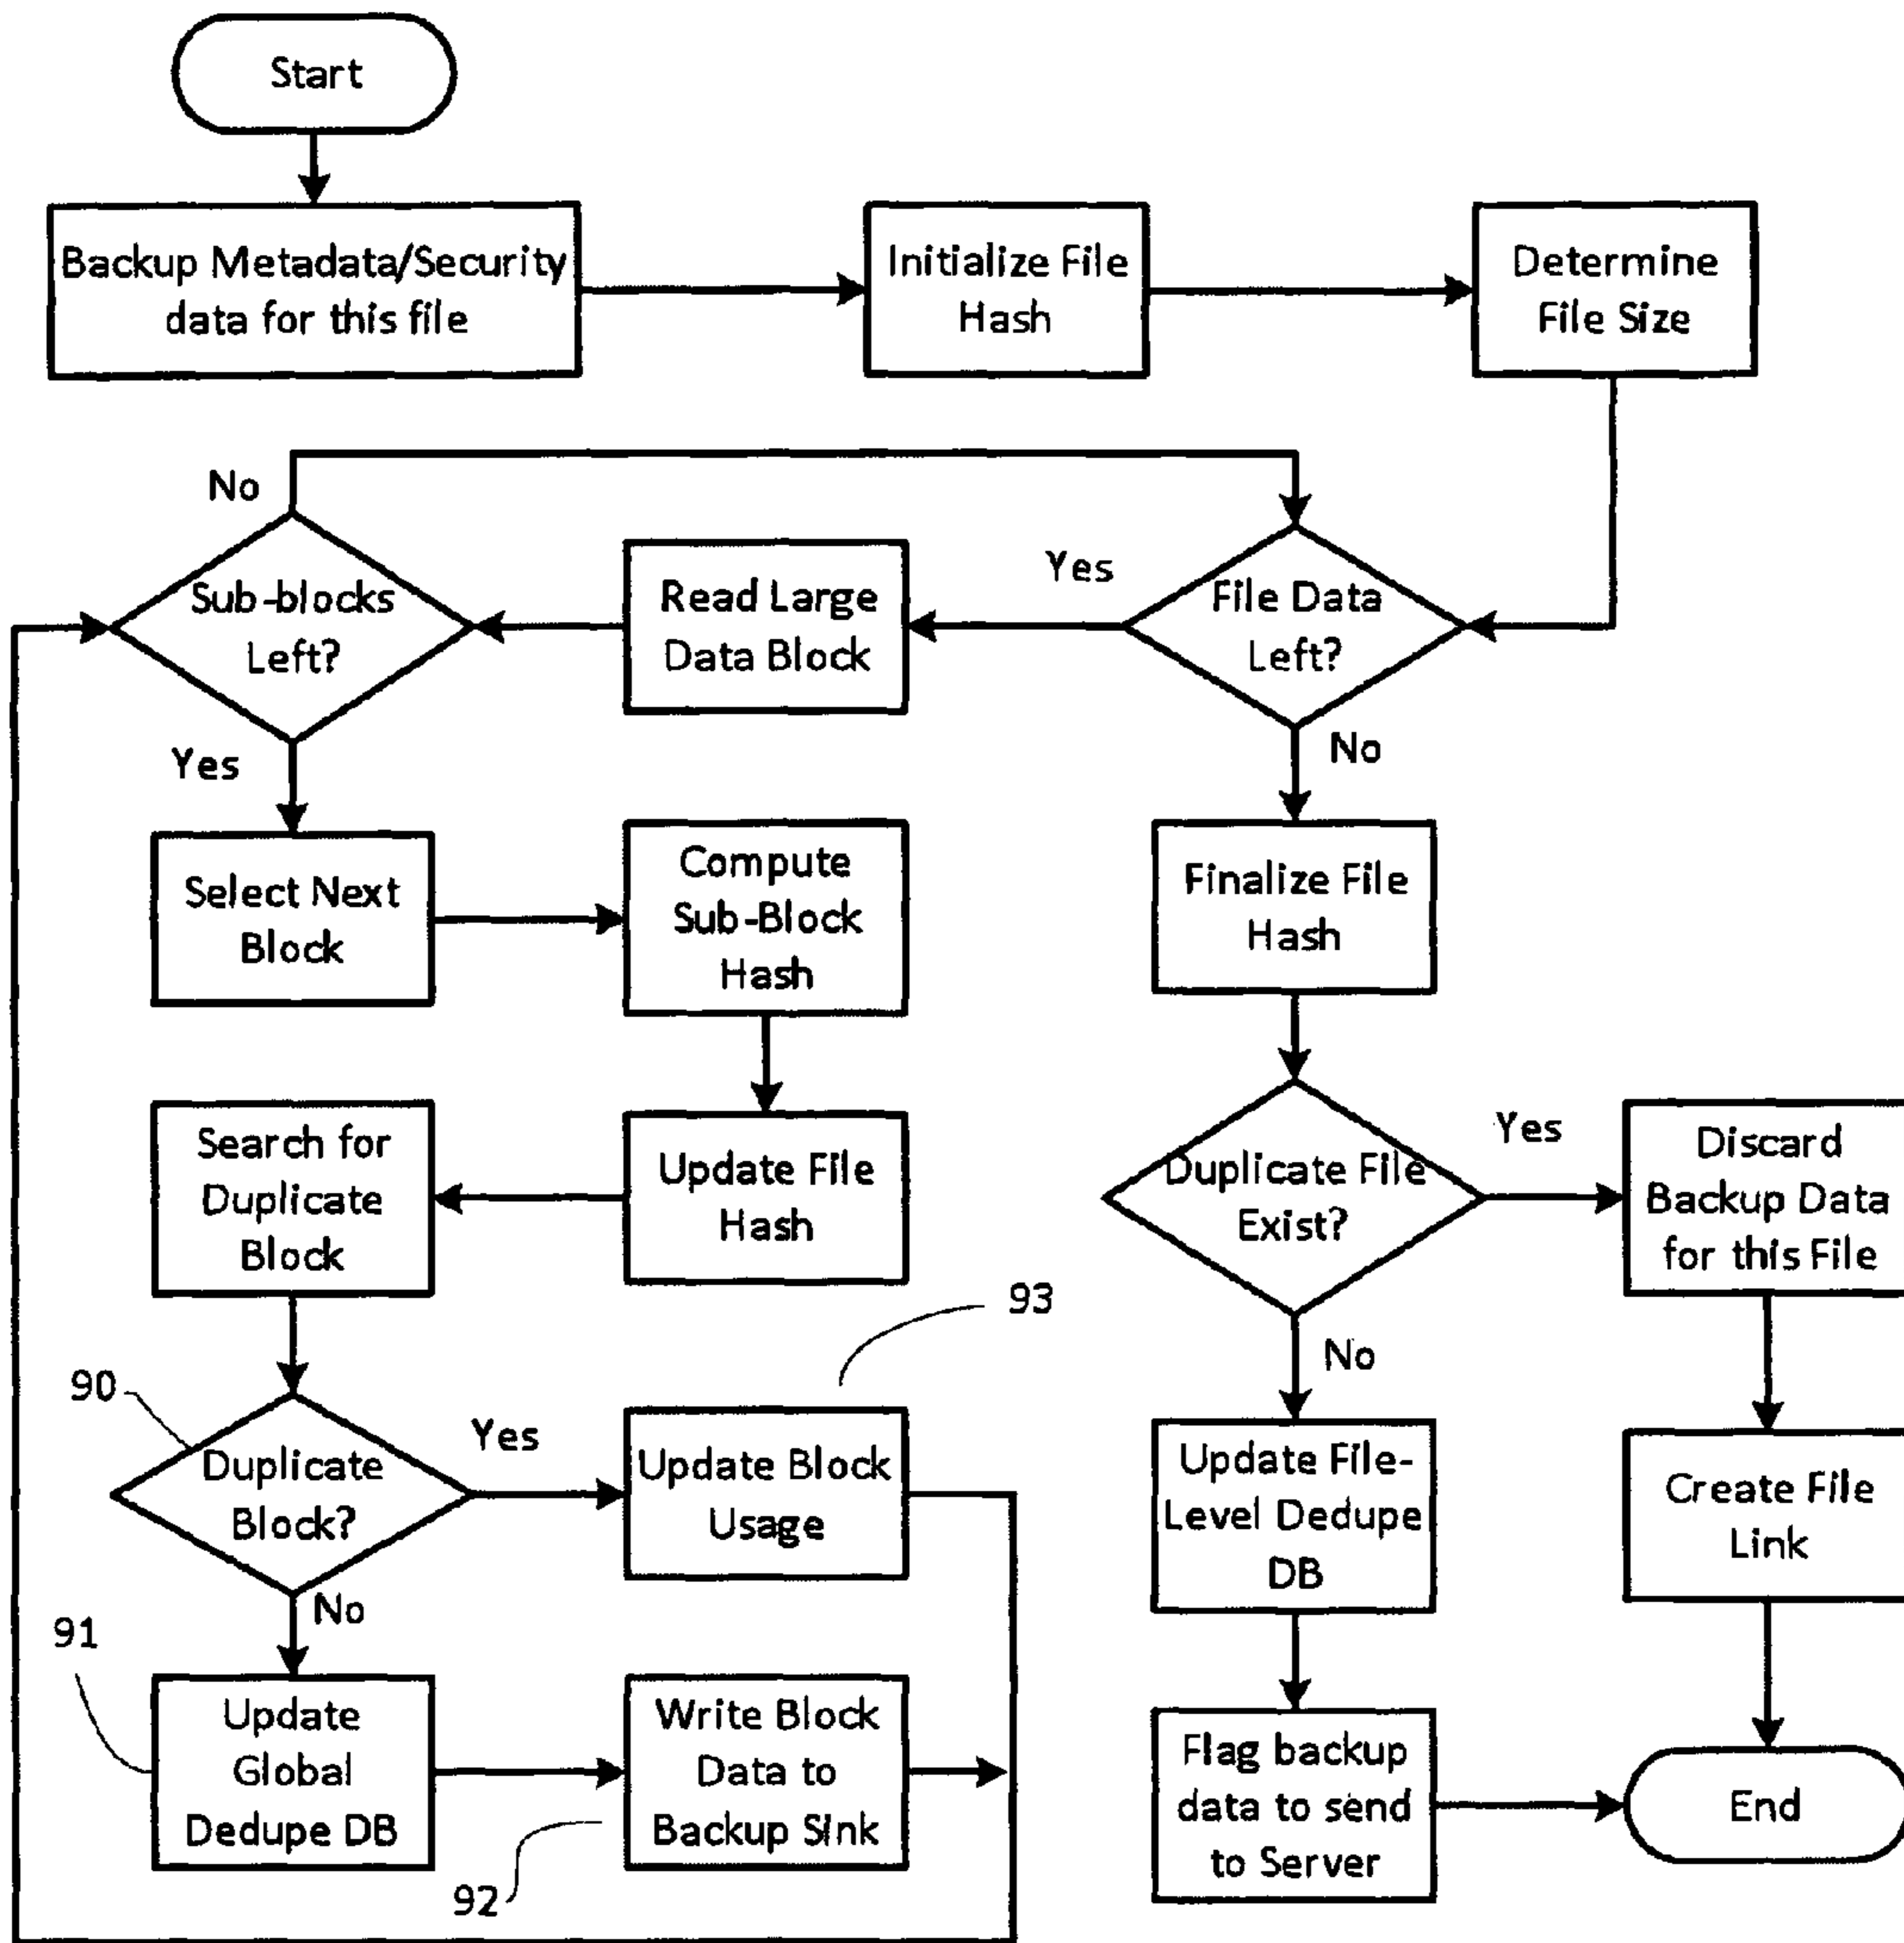 Start
Backup Metadata/Security
data for this file
Initialize File
Hash
Determine
File Size
No
Sub-blocks
Left?
Read Large
Data Block
Yes
File Data
Left?
Yes
No
Select Next
Block
Compute
Sub-Block
Hash
Finalize File
Hash
Search for
Duplicate
Block
Update File
Hash
Duplicate File
Exist?
Yes
Discard
Backup Data
for this File
93
No
90
Duplicate
Block?
Yes
Update Block
Usage
Update File-
Level Dedupe
DB
Create File
Link
No
91
Update
Global
Dedupe DB
Write Block
Data to
Backup Sink
92
Flag backup
data to send
to Server
End